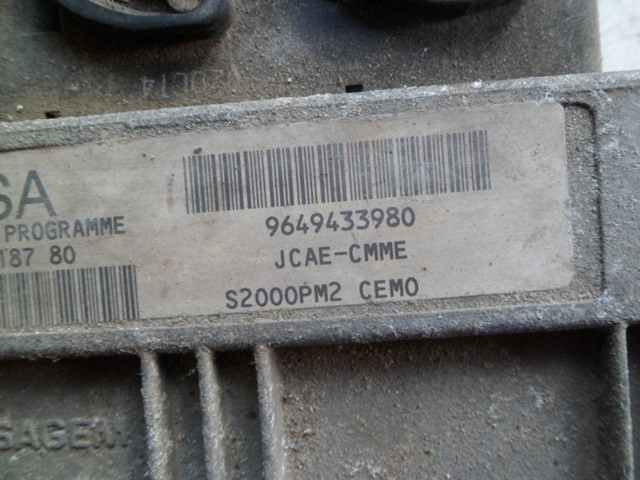 SA
PROGRAMME
187 80
9649433980
JCAE-CMME
S2000PM2 CEMO
SAGEM